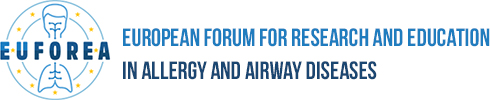 EUFOREA
EUROPEAN FORUM FOR RESEARCH AND EDUCATION
IN ALLERGY AND AIRWAY DISEASES